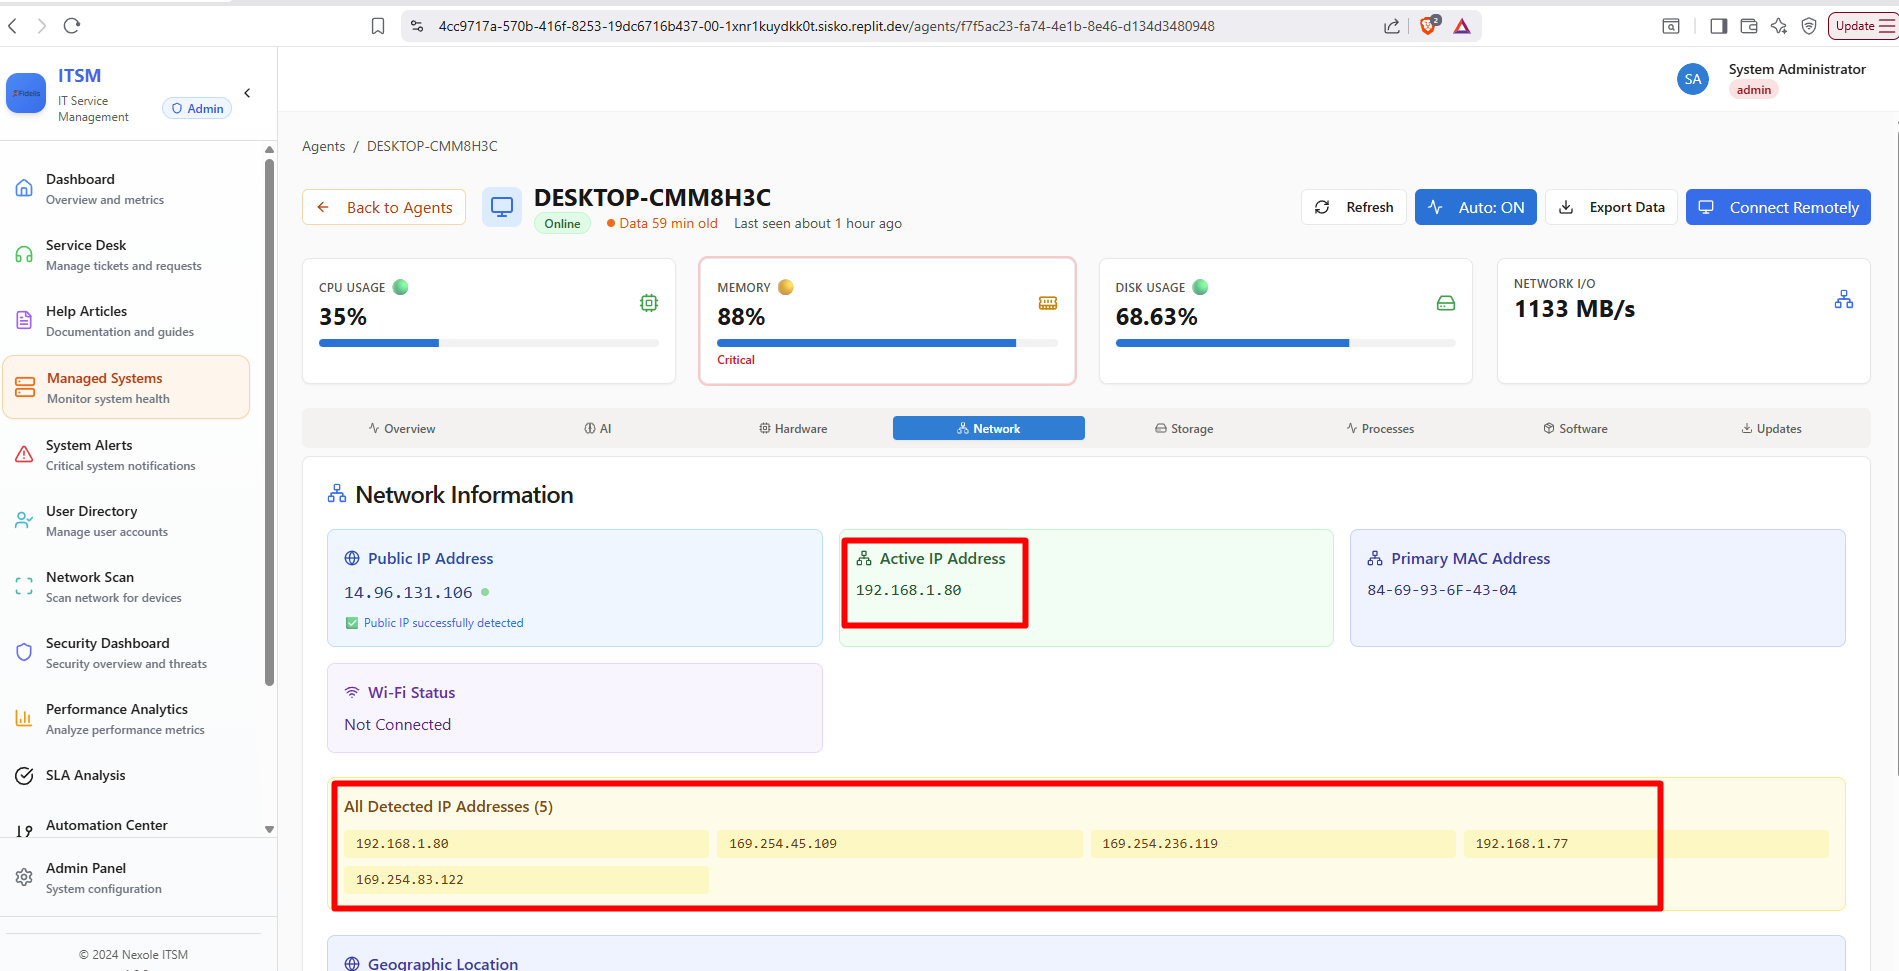 4cc9717a-570b-416f-8253-19dc6716b437-00-1xnr1kuydkk0t.sisko.replit.dev/agents/f7f5ac23-fa74-4e1b-8e46-d134d3480948
2
Update
Fidelis
ITSM
IT Service
Management
Admin
SA
System Administrator
admin
Dashboard
Overview and metrics
Service Desk
Manage tickets and requests
Help Articles
Documentation and guides
Managed Systems
Monitor system health
System Alerts
Critical system notifications
User Directory
Manage user accounts
Network Scan
Scan network for devices
Security Dashboard
Security overview and threats
Performance Analytics
Analyze performance metrics
SLA Analysis
Automation Center
Admin Panel
System configuration
© 2024 Nexole ITSM
Agents / DESKTOP-CMM8H3C
Back to Agents
DESKTOP-CMM8H3C
Online
Data 59 min old
Last seen about 1 hour ago
Refresh
Auto: ON
Export Data
Connect Remotely
CPU USAGE
35%
MEMORY
88%
Critical
DISK USAGE
68.63%
NETWORK I/O
1133 MB/s
Overview
AI
Hardware
Network
Storage
Processes
Software
Updates
Network Information
Public IP Address
14.96.131.106
Public IP successfully detected
Active IP Address
192.168.1.80
Primary MAC Address
84-69-93-6F-43-04
Wi-Fi Status
Not Connected
All Detected IP Addresses (5)
192.168.1.80
169.254.45.109
169.254.236.119
192.168.1.77
169.254.83.122
Geographic Location